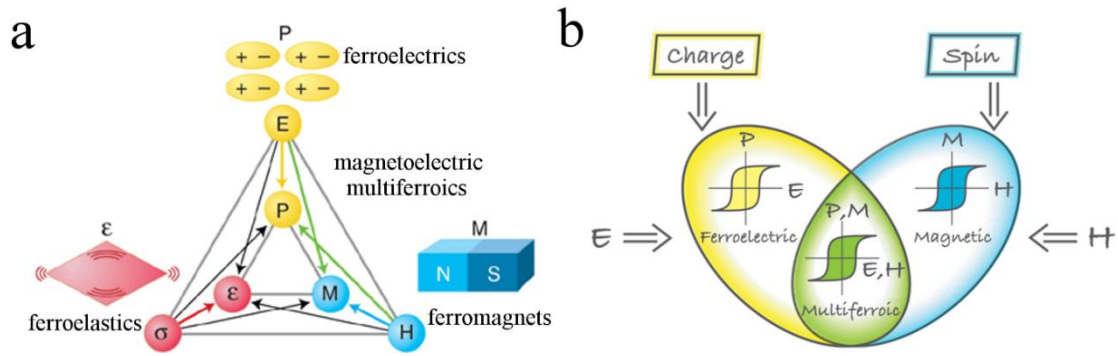 a
P
+ − + −
ferroelectrics
+ − + −
E
magnetoelectric
multiferroics
P
ε
M
N S
ε
M
ferroelastics
ferromagnets
σ
H
b
Charge
Spin
P
M
E
H
P, M
E
Ferroelectric
Magnetic
H
E, H
Multiferroic